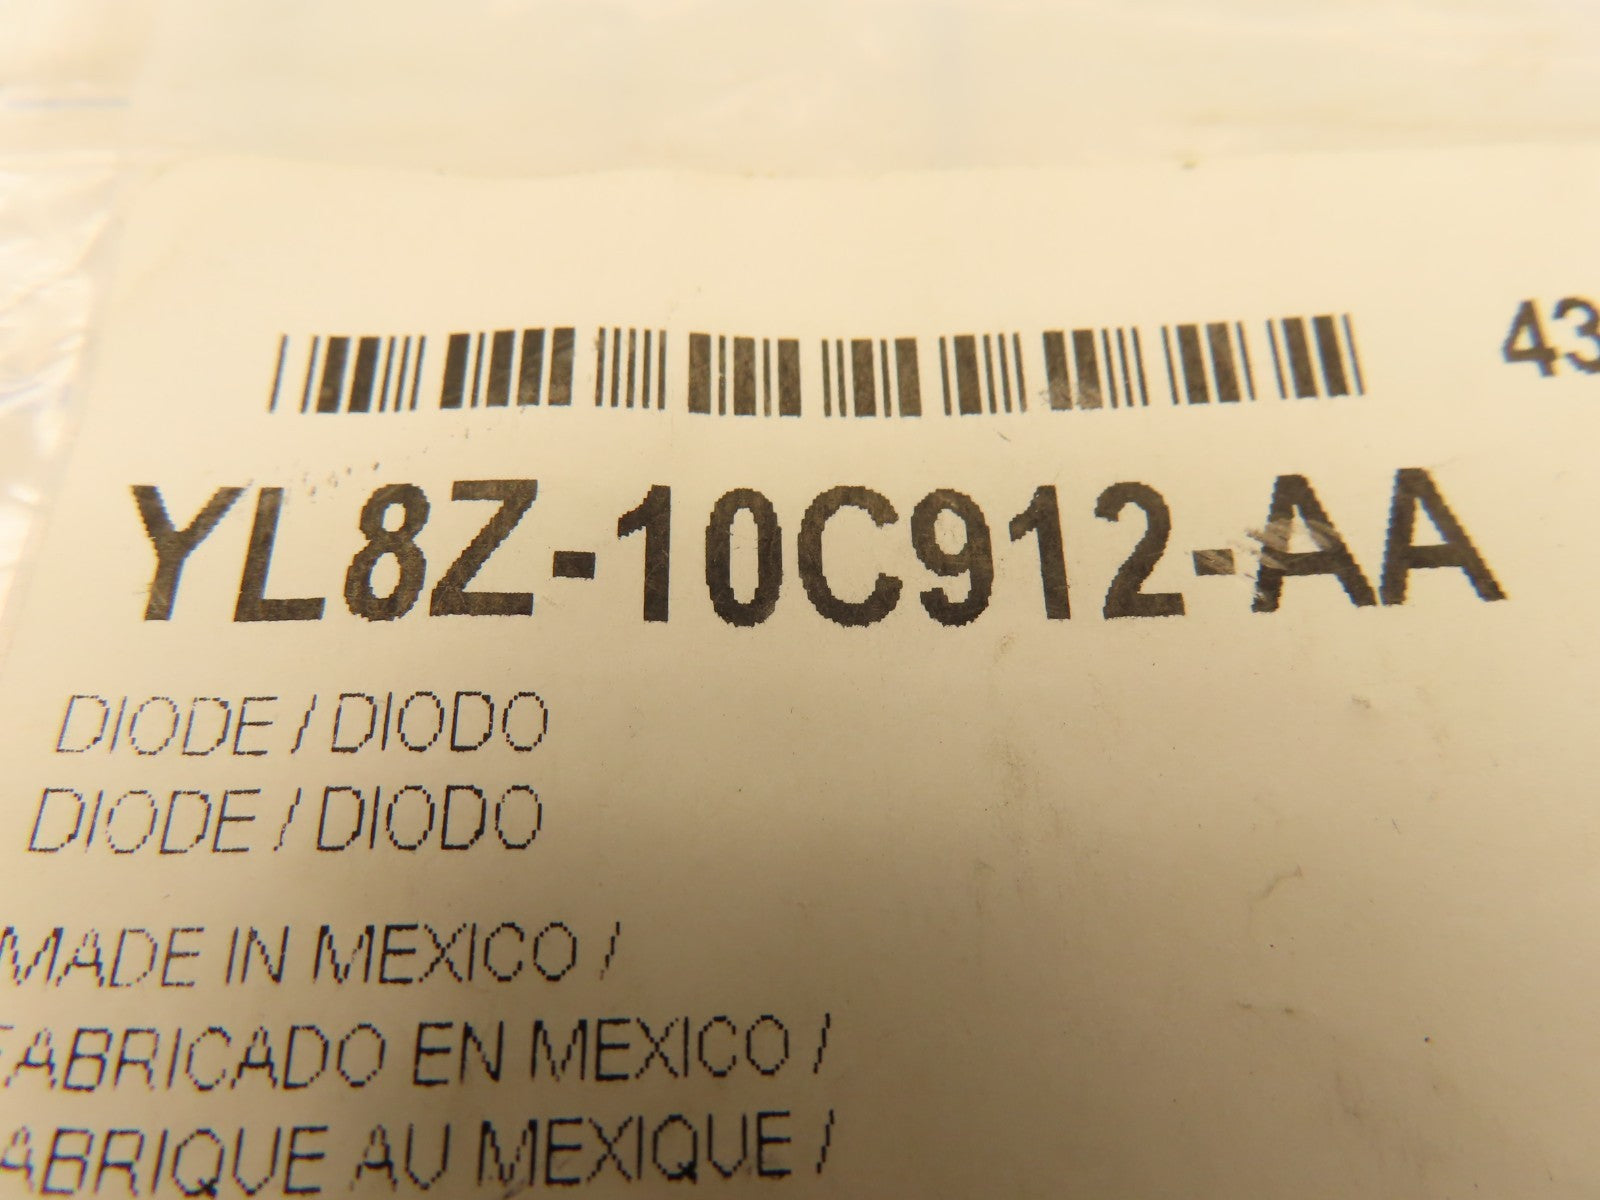 43
YL8Z-10C912-AA
DIODE / DIODO
DIODE / DIODO
MADE IN MEXICO /
FABRICADO EN MEXICO /
FABRIQUE AU MEXIQUE /